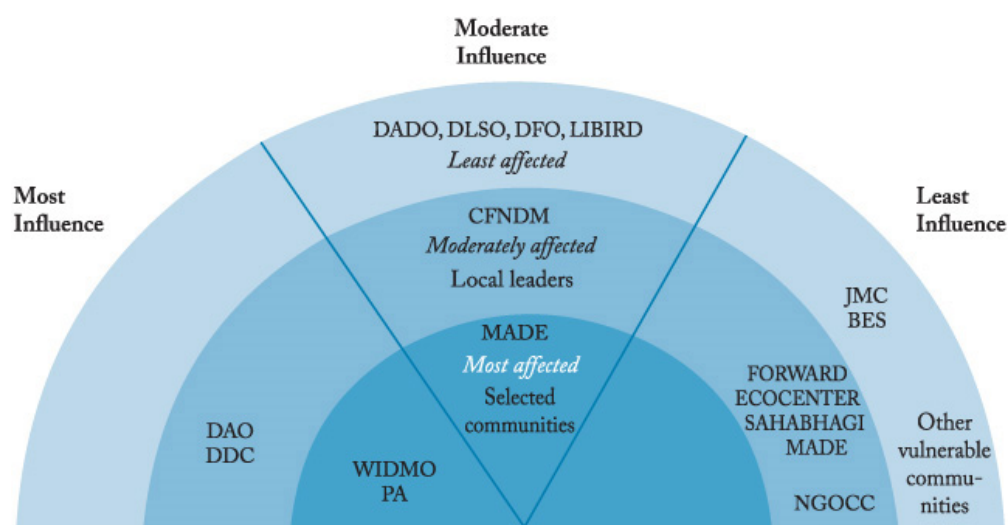 Moderate
Influence
Most
Influence
Least
Influence
DADO, DLSO, DFO, LIBIRD
Least affected
CFNDM
Moderately affected
Local leaders
MADE
Most affected
Selected
communities
DAO
DDC
WIDMO
PA
JMC
BES
FORWARD
ECOCENTER
SAHABHAGI
MADE
NGOCC
Other
vulnerable
commu-
nities